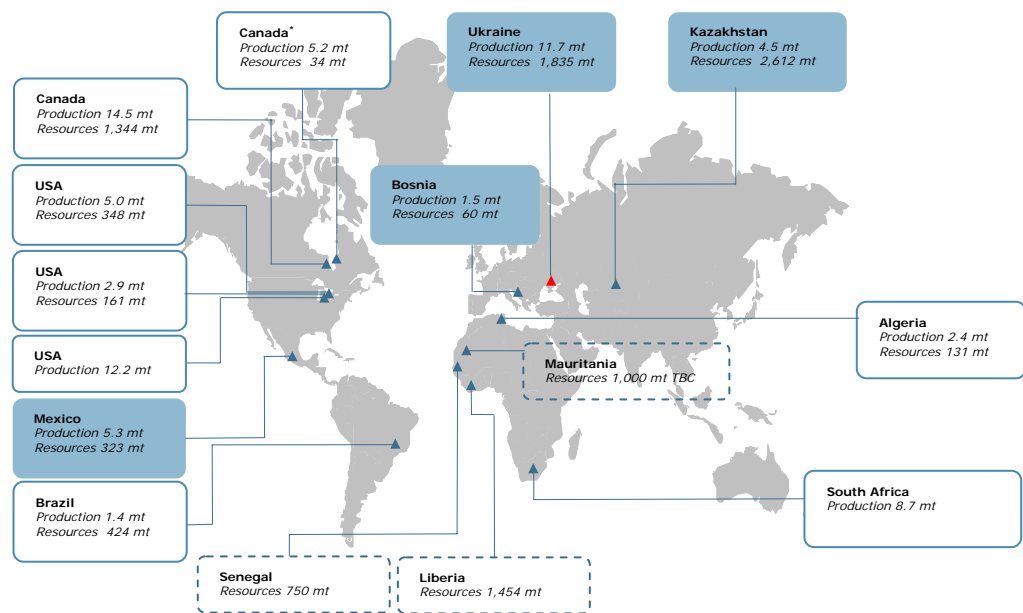 Canada*
Production 5.2 mt
Resources 34 mt
Ukraine
Production 11.7 mt
Resources 1,835 mt
Kazakhstan
Production 4.5 mt
Resources 2,612 mt
Canada
Production 14.5 mt
Resources 1,344 mt
USA
Production 5.0 mt
Resources 348 mt
Bosnia
Production 1.5 mt
Resources 60 mt
USA
Production 2.9 mt
Resources 161 mt
Algeria
Production 2.4 mt
Resources 131 mt
USA
Production 12.2 mt
Mauritania
Resources 1,000 mt TBC
Mexico
Production 5.3 mt
Resources 323 mt
Brazil
Production 1.4 mt
Resources 424 mt
South Africa
Production 8.7 mt
Senegal
Resources 750 mt
Liberia
Resources 1,454 mt